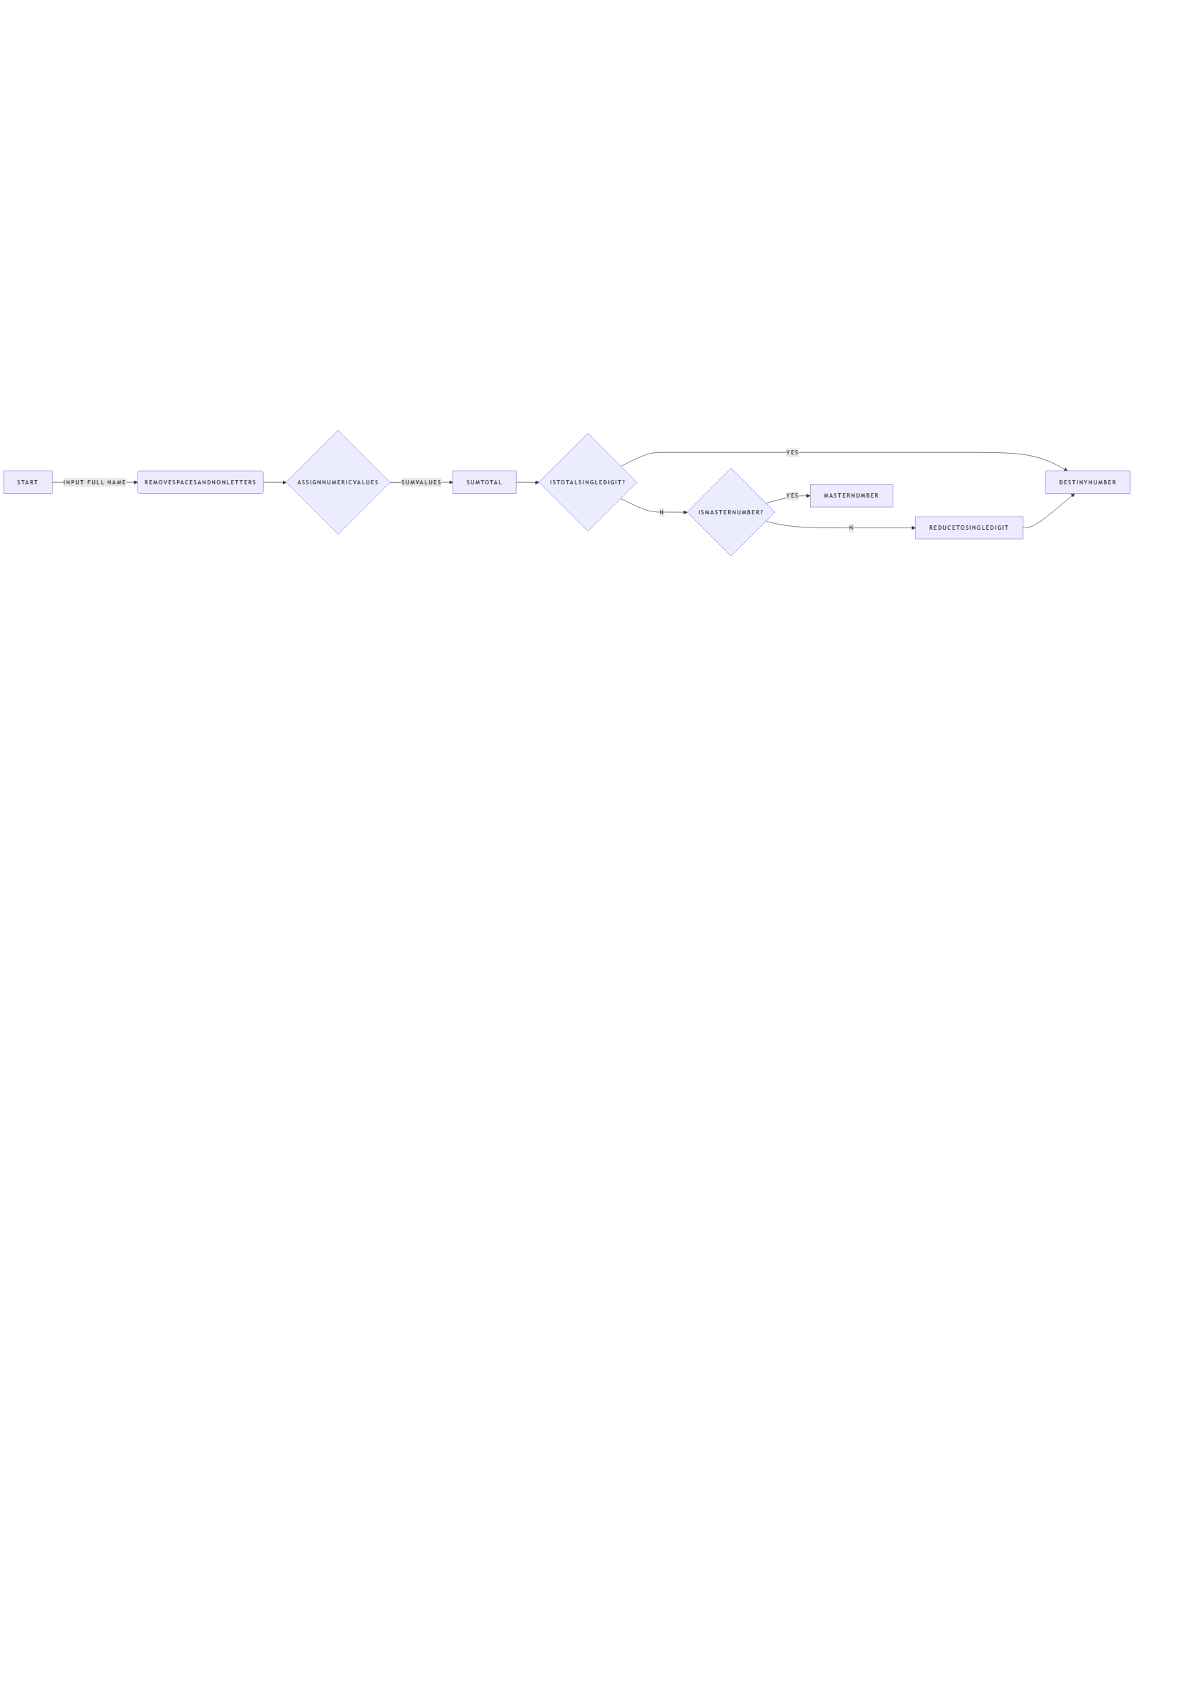 START
INPUT FULL NAME
REMOVESPACESANDNONLETTERS
ASSIGNNUMERICVALUES
SUMVALUES
SUMTOTAL
ISTOTALSINGLEDIGIT?
YES
N
ISMASTERNUMBER?
YES
MASTERNUMBER
N
REDUCETOSINGLEDIGIT
DESTINYNUMBER